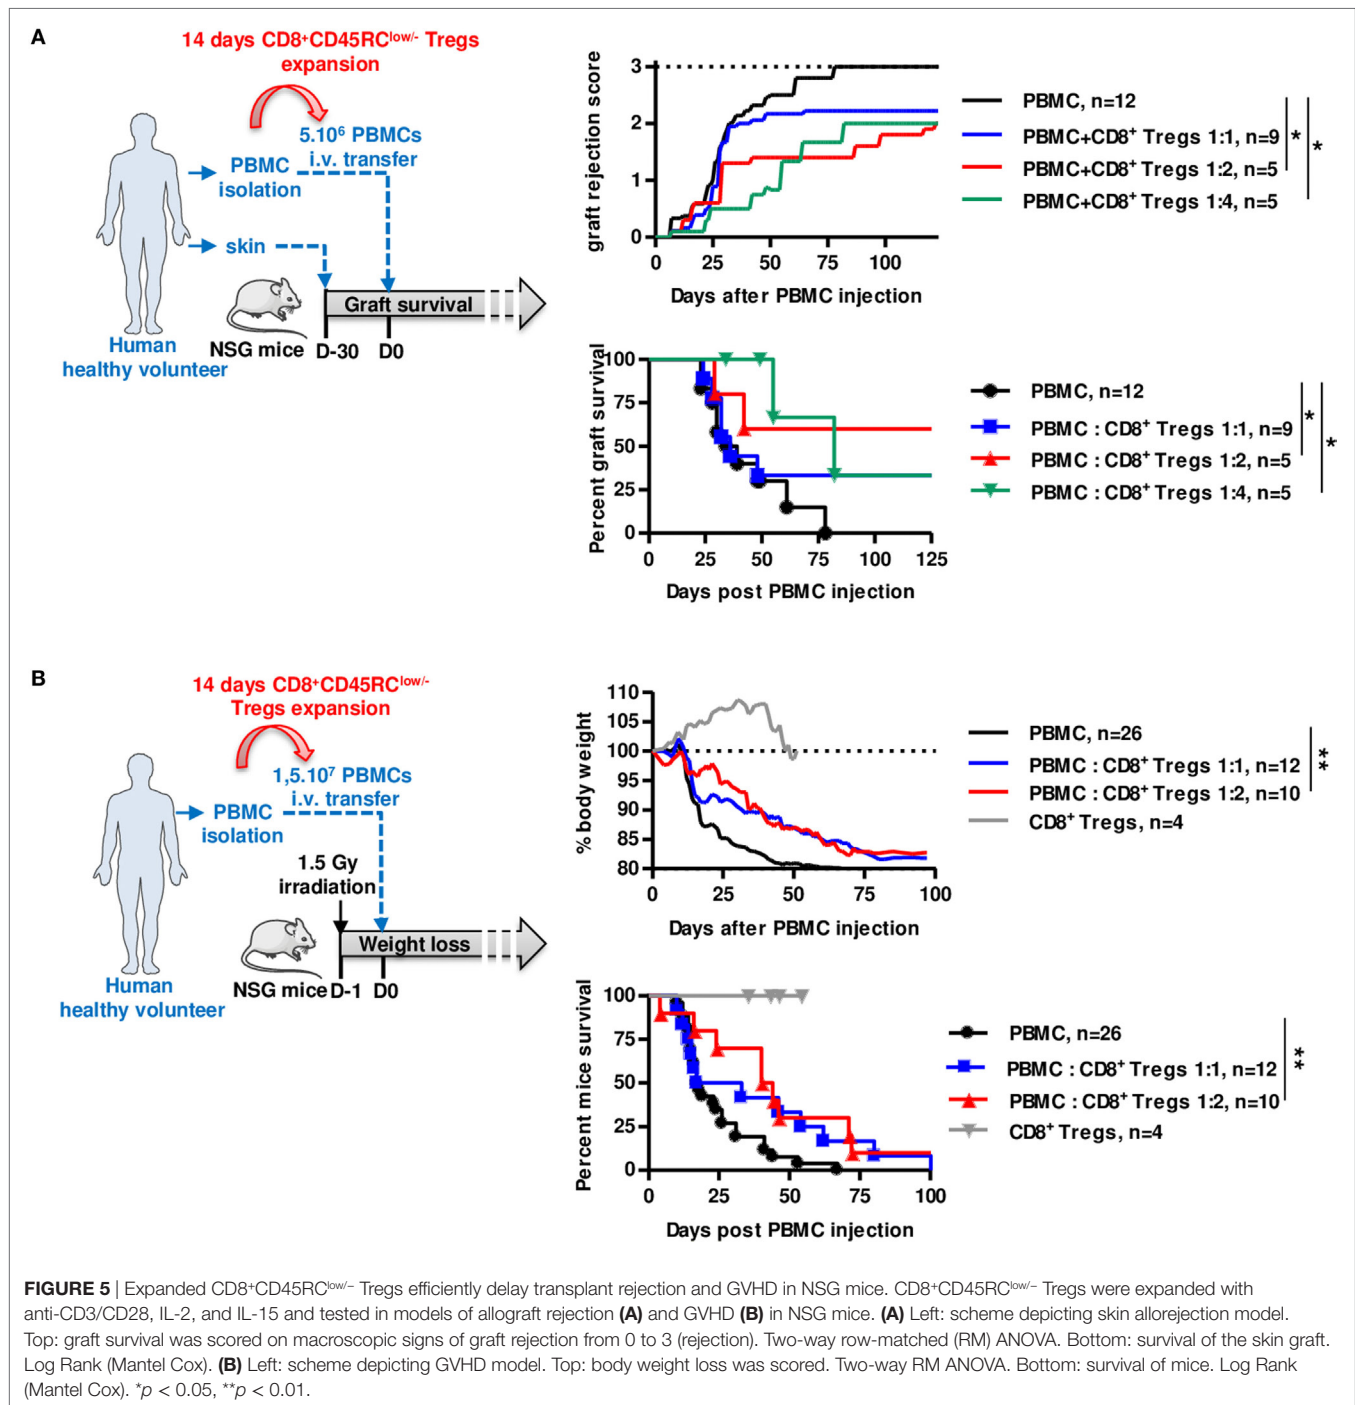 A
14 days CD8⁺CD45RCˡᵒʷ/⁻ Tregs
expansion
5.10⁶ PBMCs
i.v. transfer
PBMC
isolation
skin
Graft survival
NSG mice D-30 D0
Human
healthy volunteer
graft rejection score
3
2
1
0
0 25 50 75 100
Days after PBMC injection
PBMC, n=12
PBMC+CD8⁺ Tregs 1:1, n=9
PBMC+CD8⁺ Tregs 1:2, n=5
PBMC+CD8⁺ Tregs 1:4, n=5
* *
Percent graft survival
100
75
50
25
0
0 25 50 75 100 125
Days post PBMC injection
PBMC, n=12
PBMC : CD8⁺ Tregs 1:1, n=9
PBMC : CD8⁺ Tregs 1:2, n=5
PBMC : CD8⁺ Tregs 1:4, n=5
* *
B
14 days CD8⁺CD45RCˡᵒʷ/⁻
Tregs expansion
1,5.10⁷ PBMCs
i.v. transfer
PBMC
isolation
1.5 Gy
irradiation
Weight loss
NSG mice D-1 D0
Human
healthy volunteer
% body weight
110
105
100
95
90
85
80
0 25 50 75 100
Days after PBMC injection
PBMC, n=26
PBMC : CD8⁺ Tregs 1:1, n=12
PBMC : CD8⁺ Tregs 1:2, n=10
CD8⁺ Tregs, n=4
**
Percent mice survival
100
75
50
25
0
0 25 50 75 100
Days post PBMC injection
PBMC, n=26
PBMC : CD8⁺ Tregs 1:1, n=12
PBMC : CD8⁺ Tregs 1:2, n=10
CD8⁺ Tregs, n=4
**
FIGURE 5 | Expanded CD8⁺CD45RCˡᵒʷ/⁻ Tregs efficiently delay transplant rejection and GVHD in NSG mice. CD8⁺CD45RCˡᵒʷ/⁻ Tregs were expanded with
anti-CD3/CD28, IL-2, and IL-15 and tested in models of allograft rejection (A) and GVHD (B) in NSG mice. (A) Left: scheme depicting skin allorejection model.
Top: graft survival was scored on macroscopic signs of graft rejection from 0 to 3 (rejection). Two-way row-matched (RM) ANOVA. Bottom: survival of the skin graft.
Log Rank (Mantel Cox). (B) Left: scheme depicting GVHD model. Top: body weight loss was scored. Two-way RM ANOVA. Bottom: survival of mice. Log Rank
(Mantel Cox). *p < 0.05, **p < 0.01.